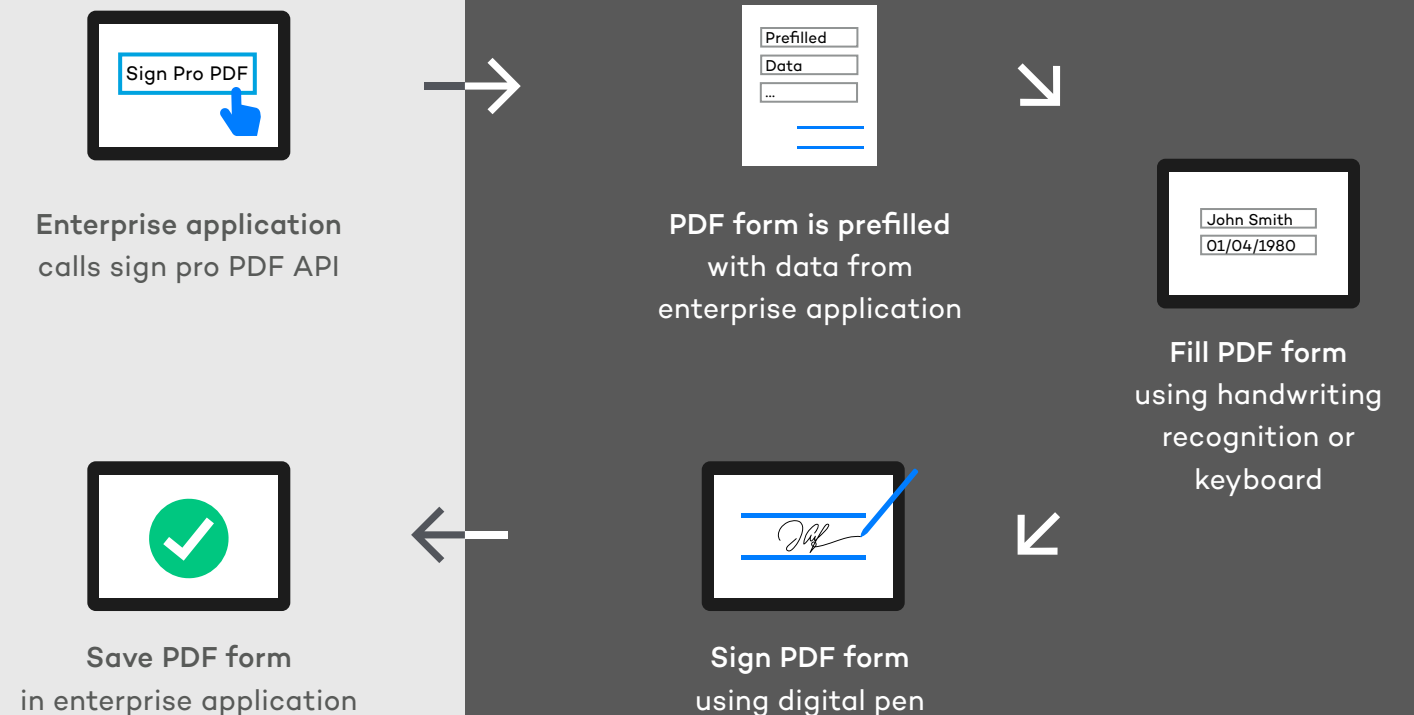 Sign Pro PDF
Enterprise application
calls sign pro PDF API
Prefilled
Data
...
PDF form is prefilled
with data from
enterprise application
John Smith
01/04/1980
Fill PDF form
using handwriting
recognition or
keyboard
Sign PDF form
using digital pen
Save PDF form
in enterprise application